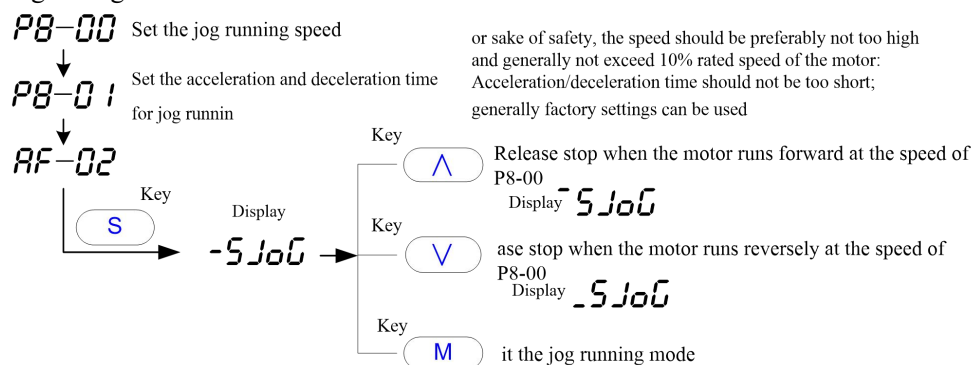 P8-00 Set the jog running speed
or sake of safety, the speed should be preferably not too high
and generally not exceed 10% rated speed of the motor:
Acceleration/deceleration time should not be too short;
generally factory settings can be used
P8-01 Set the acceleration and deceleration time
for jog runnin
AF-02
Key
S
Display
-SJoG
Key
∧
Release stop when the motor runs forward at the speed of
P8-00
Display ‾SJoG
Key
∨
ase stop when the motor runs reversely at the speed of
P8-00
Display _SJoG
Key
M
it the jog running mode